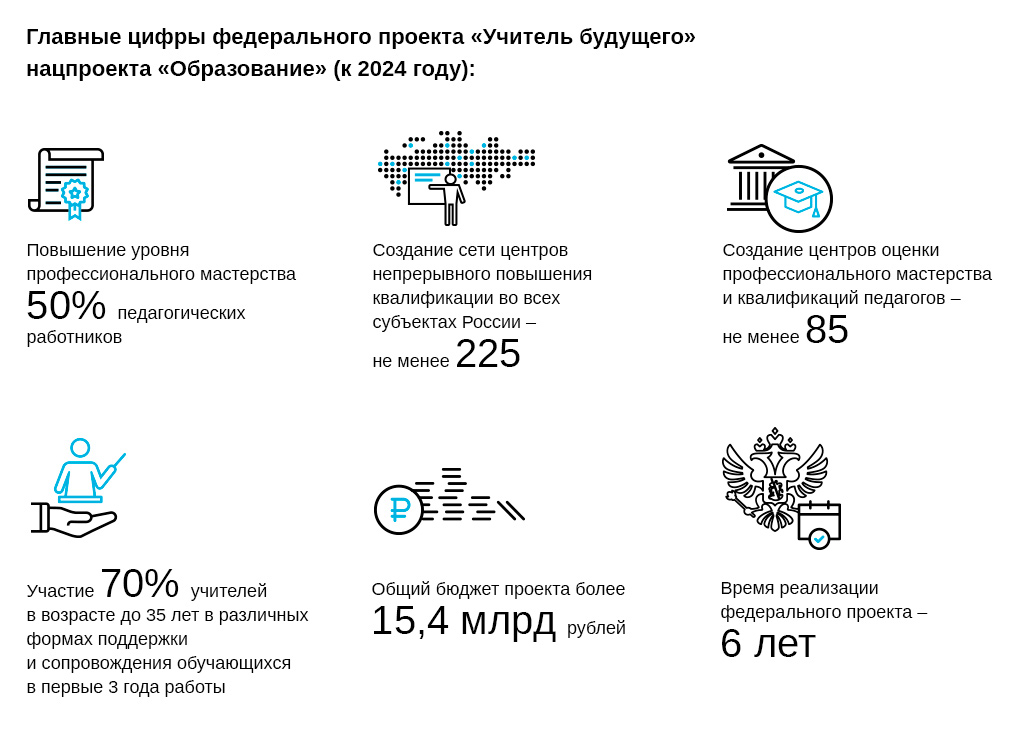 Главные цифры федерального проекта «Учитель будущего»
нацпроекта «Образование» (к 2024 году):
Повышение уровня
профессионального мастерства
50% педагогических
работников
Создание сети центров
непрерывного повышения
квалификации во всех
субъектах России –
не менее 225
Создание центров оценки
профессионального мастерства
и квалификаций педагогов –
не менее 85
Участие 70% учителей
в возрасте до 35 лет в различных
формах поддержки
и сопровождения обучающихся
в первые 3 года работы
₽
Общий бюджет проекта более
15,4 млрд рублей
Время реализации
федерального проекта –
6 лет